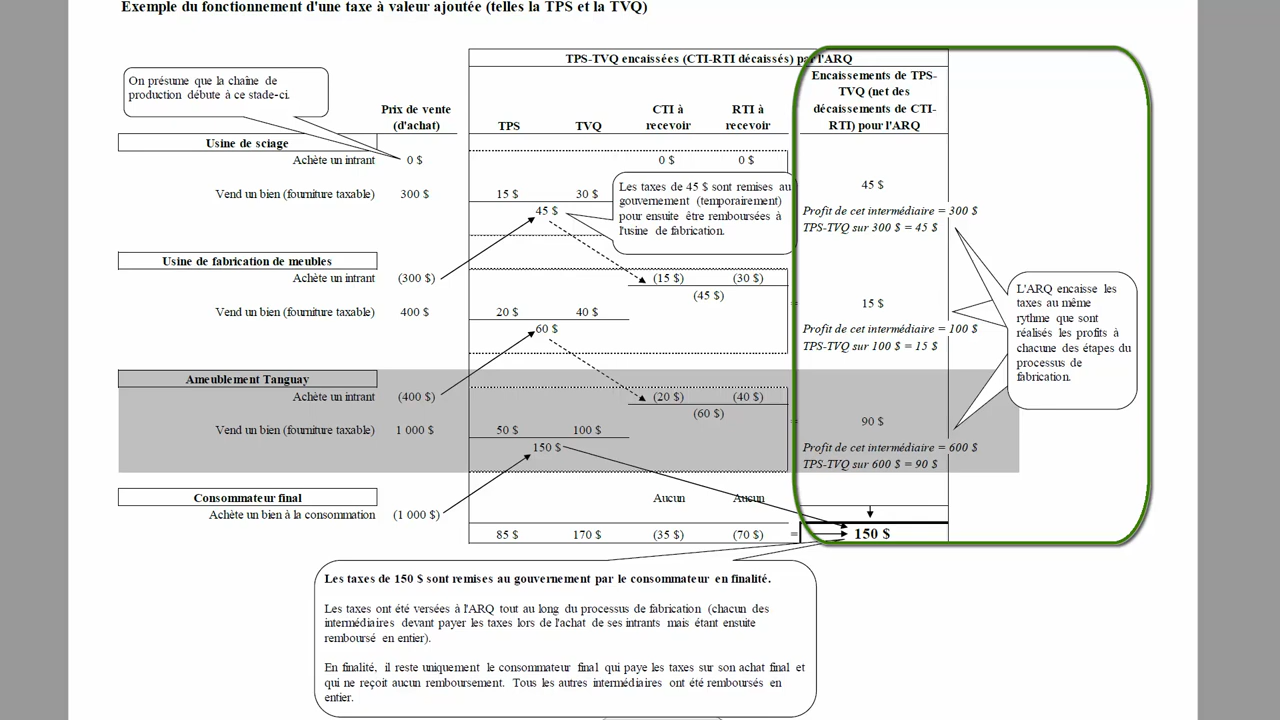 Exemple du fonctionnement d'une taxe à valeur ajoutée (telles la TPS et la TVQ)
TPS-TVQ encaissées (CTI-RTI décaissés) par l'ARQ
On présume que la chaîne de
production débute à ce stade-ci.
Prix de vente
(d'achat)
TPS
TVQ
CTI à
recevoir
RTI à
recevoir
Encaissements de TPS-
TVQ (net des
décaissements de CTI-
RTI) pour l'ARQ
Usine de sciage
Achète un intrant 0 $ 0 $ 0 $
Vend un bien (fourniture taxable) 300 $ 15 $ 30 $
45 $
Les taxes de 45 $ sont remises au
gouvernement (temporairement)
pour ensuite être remboursées à
l'usine de fabrication.
45 $
Profit de cet intermédiaire = 300 $
TPS-TVQ sur 300 $ = 45 $
Usine de fabrication de meubles
Achète un intrant (300 $) (15 $) (30 $)
(45 $)
Vend un bien (fourniture taxable) 400 $ 20 $ 40 $
60 $
= 15 $
Profit de cet intermédiaire = 100 $
TPS-TVQ sur 100 $ = 15 $
L'ARQ encaisse les
taxes au même
rythme que sont
réalisés les profits à
chacune des étapes du
processus de
fabrication.
Ameublement Tanguay
Achète un intrant (400 $) (20 $) (40 $)
(60 $)
Vend un bien (fourniture taxable) 1 000 $ 50 $ 100 $
150 $
= 90 $
Profit de cet intermédiaire = 600 $
TPS-TVQ sur 600 $ = 90 $
Consommateur final Aucun Aucun
Achète un bien à la consommation (1 000 $)
85 $ 170 $ (35 $) (70 $) = 150 $
Les taxes de 150 $ sont remises au gouvernement par le consommateur en finalité.
Les taxes ont été versées à l'ARQ tout au long du processus de fabrication (chacun des
intermédiaires devant payer les taxes lors de l'achat de ses intrants mais étant ensuite
remboursé en entier).
En finalité, il reste uniquement le consommateur final qui paye les taxes sur son achat final et
qui ne reçoit aucun remboursement. Tous les autres intermédiaires ont été remboursés en
entier.